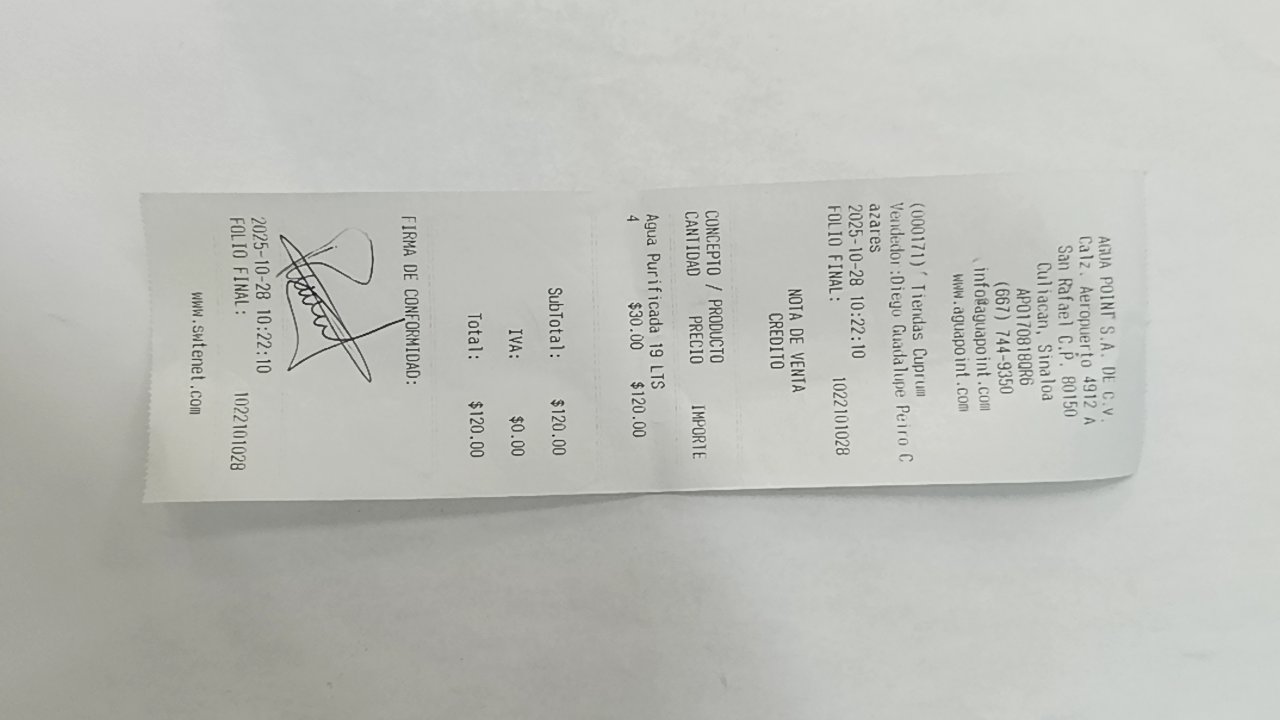 AGUA POINT S.A. DE C.V.
Calz. Aeropuerto 4912 A
San Rafael C.P. 80150
Culiacan, Sinaloa
APO170818QR6
(667) 744-9350
info@aguapoint.com
www.aguapoint.com
(000171) Tiendas Cuprum
Vendedor:Diego Guadalupe Peiro C
azares
2025-10-28 10:22:10
FOLIO FINAL: 1022101028
NOTA DE VENTA
CREDITO
CONCEPTO / PRODUCTO
CANTIDAD PRECIO IMPORTE
Agua Purificada 19 LTS
4 $30.00 $120.00
SubTotal: $120.00
IVA: $0.00
Total: $120.00
FIRMA DE CONFORMIDAD:
2025-10-28 10:22:10
FOLIO FINAL: 1022101028
www.swtenet.com